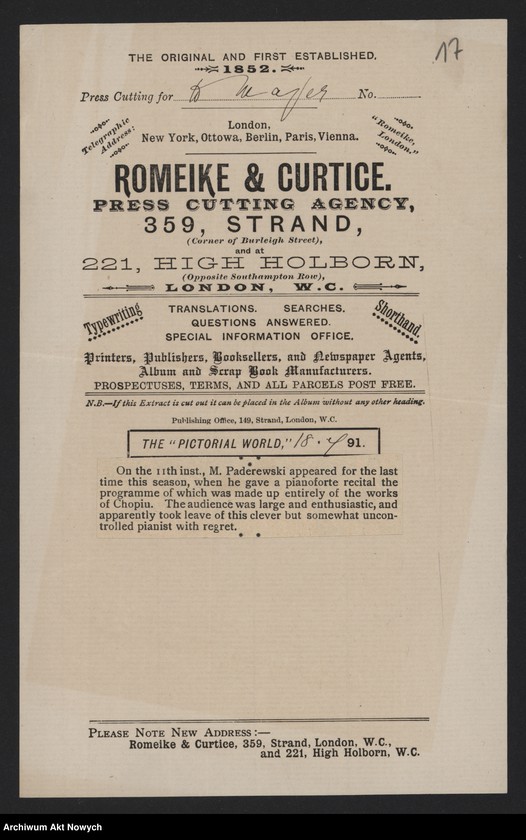 17
THE ORIGINAL AND FIRST ESTABLISHED.
1852.
Press Cutting for D Mayer No.
Telegraphic Address:
"Romeike, London."
London,
New York, Ottowa, Berlin, Paris, Vienna.
ROMEIKE & CURTICE.
PRESS CUTTING AGENCY,
359, STRAND,
(Corner of Burleigh Street),
and at
221, HIGH HOLBORN,
(Opposite Southampton Row),
LONDON, W.C.
Typewriting
Shorthand.
TRANSLATIONS. SEARCHES.
QUESTIONS ANSWERED.
SPECIAL INFORMATION OFFICE.
Printers, Publishers, Booksellers, and Newspaper Agents,
Album and Scrap Book Manufacturers.
PROSPECTUSES, TERMS, AND ALL PARCELS POST FREE.
N.B.—If this Extract is cut out it can be placed in the Album without any other heading.
Publishing Office, 149, Strand, London, W.C.
THE "PICTORIAL WORLD," 18.7 91.
On the 11th inst., M. Paderewski appeared for the last
time this season, when he gave a pianoforte recital the
programme of which was made up entirely of the works
of Chopin. The audience was large and enthusiastic, and
apparently took leave of this clever but somewhat uncon-
trolled pianist with regret.
PLEASE NOTE NEW ADDRESS:—
Romeike & Curtice, 359, Strand, London, W.C.,
and 221, High Holborn, W.C.
Archiwum Akt Nowych